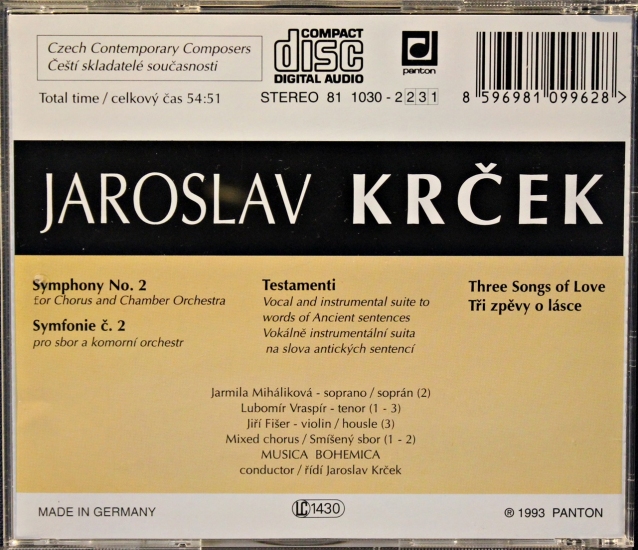 Czech Contemporary Composers
Čeští skladatelé současnosti
COMPACT
disc
DIGITAL AUDIO
panton
Total time / celkový čas 54:51
STEREO 81 1030-2231
8 596981 099628 >
JAROSLAV KRČEK
Symphony No. 2
for Chorus and Chamber Orchestra
Symfonie č. 2
pro sbor a komorní orchestr
Testamenti
Vocal and instrumental suite to
words of Ancient sentences
Vokálně instrumentální suita
na slova antických sentencí
Three Songs of Love
Tři zpěvy o lásce
Jarmila Miháliková - soprano / soprán (2)
Lubomír Vraspír - tenor (1 - 3)
Jiří Fišer - violin / housle (3)
Mixed chorus / Smíšený sbor (1 - 2)
MUSICA BOHEMICA
conductor / řídí Jaroslav Krček
MADE IN GERMANY
LC 1430
℗ 1993 PANTON